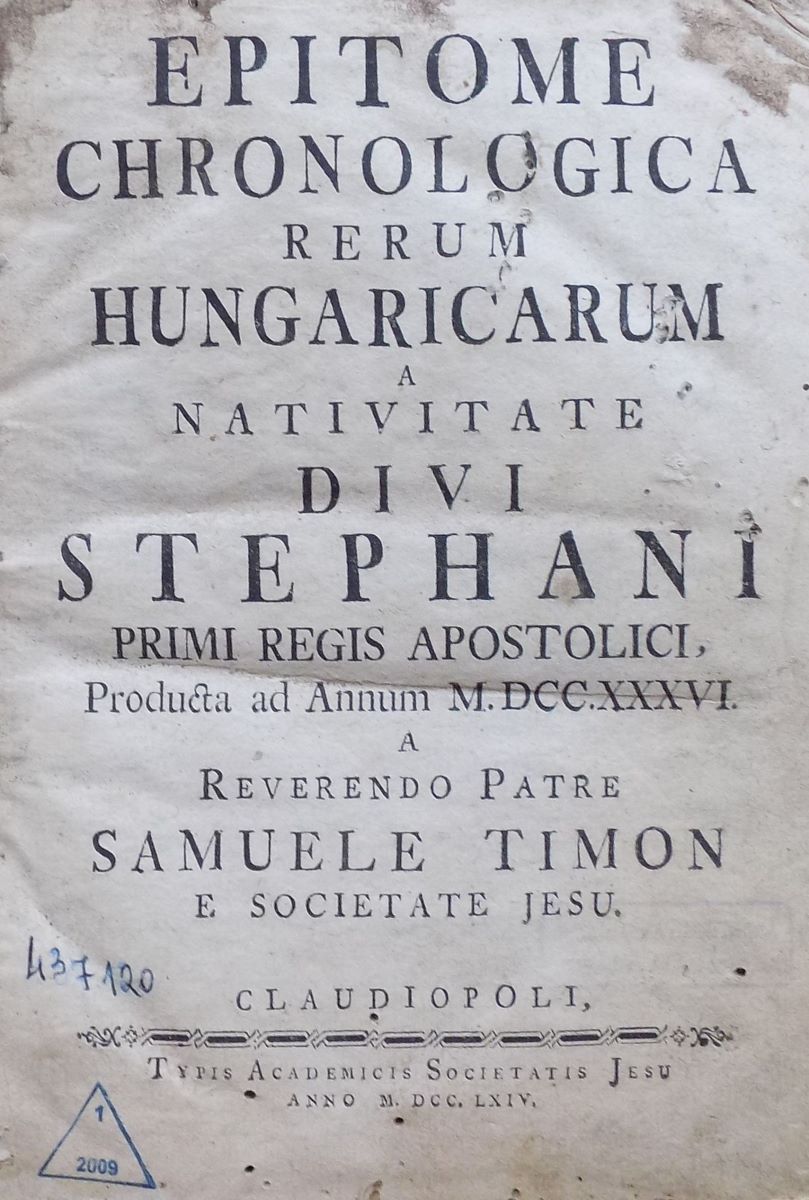 EPITOME
CHRONOLOGICA
RERUM
HUNGARICARUM
A
NATIVITATE
DIVI
STEPHANI
PRIMI REGIS APOSTOLICI,
Producta ad Annum M.DCC.XXXVI.
A
REVERENDO PATRE
SAMUELE TIMON
E SOCIETATE JESU.
437120
CLAUDIOPOLI,
TYPIS ACADEMICIS SOCIETATIS JESU
ANNO M. DCC. LXIV.
1
2009